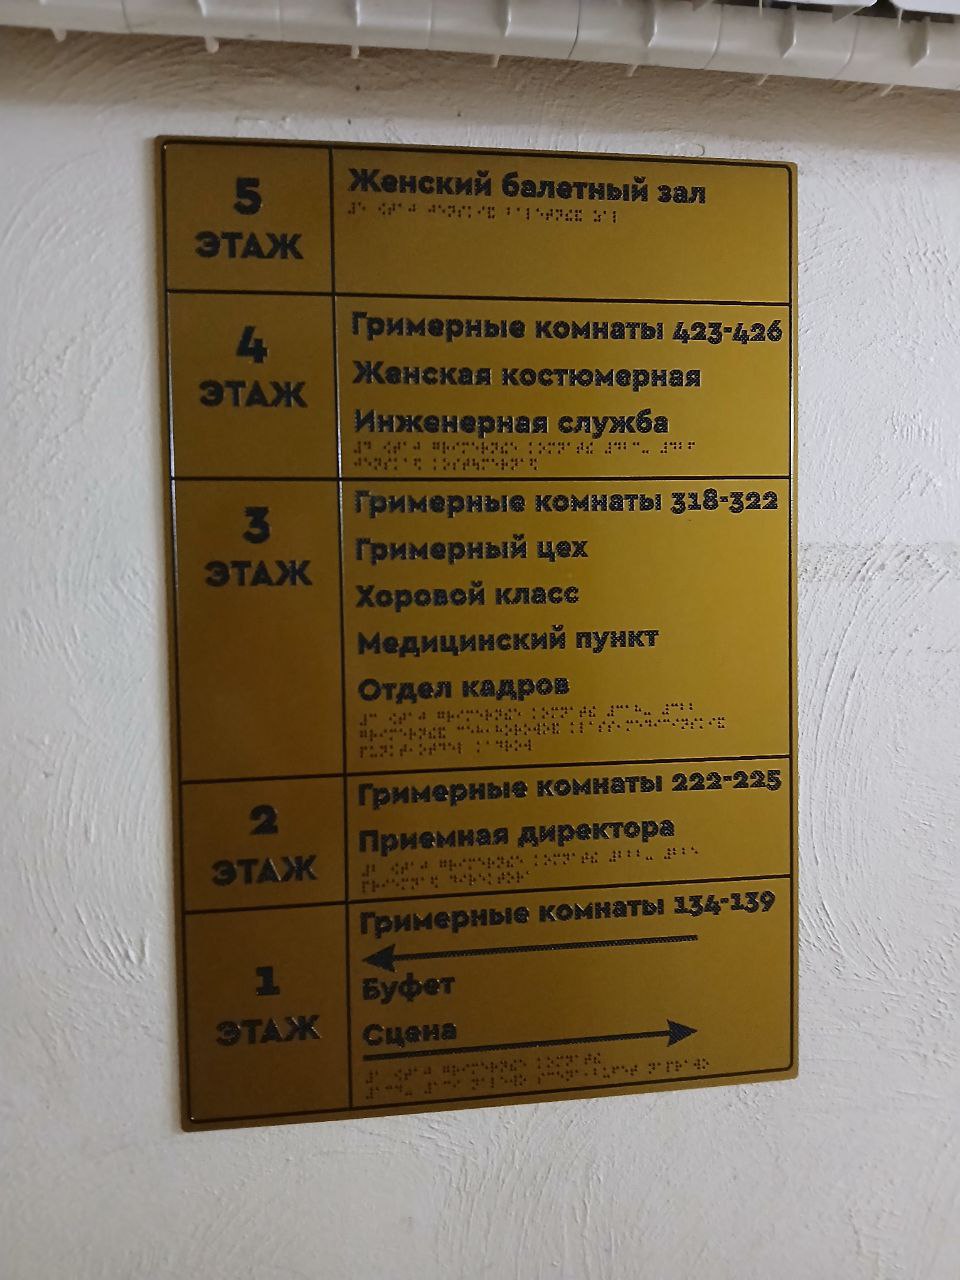 5
ЭТАЖ
Женский балетный зал
4
ЭТАЖ
Гримерные комнаты 423-426
Женская костюмерная
Инженерная служба
3
ЭТАЖ
Гримерные комнаты 318-322
Гримерный цех
Хоровой класс
Медицинский пункт
Отдел кадров
2
ЭТАЖ
Гримерные комнаты 222-225
Приемная директора
1
ЭТАЖ
Гримерные комнаты 134-139
Буфет
Сцена